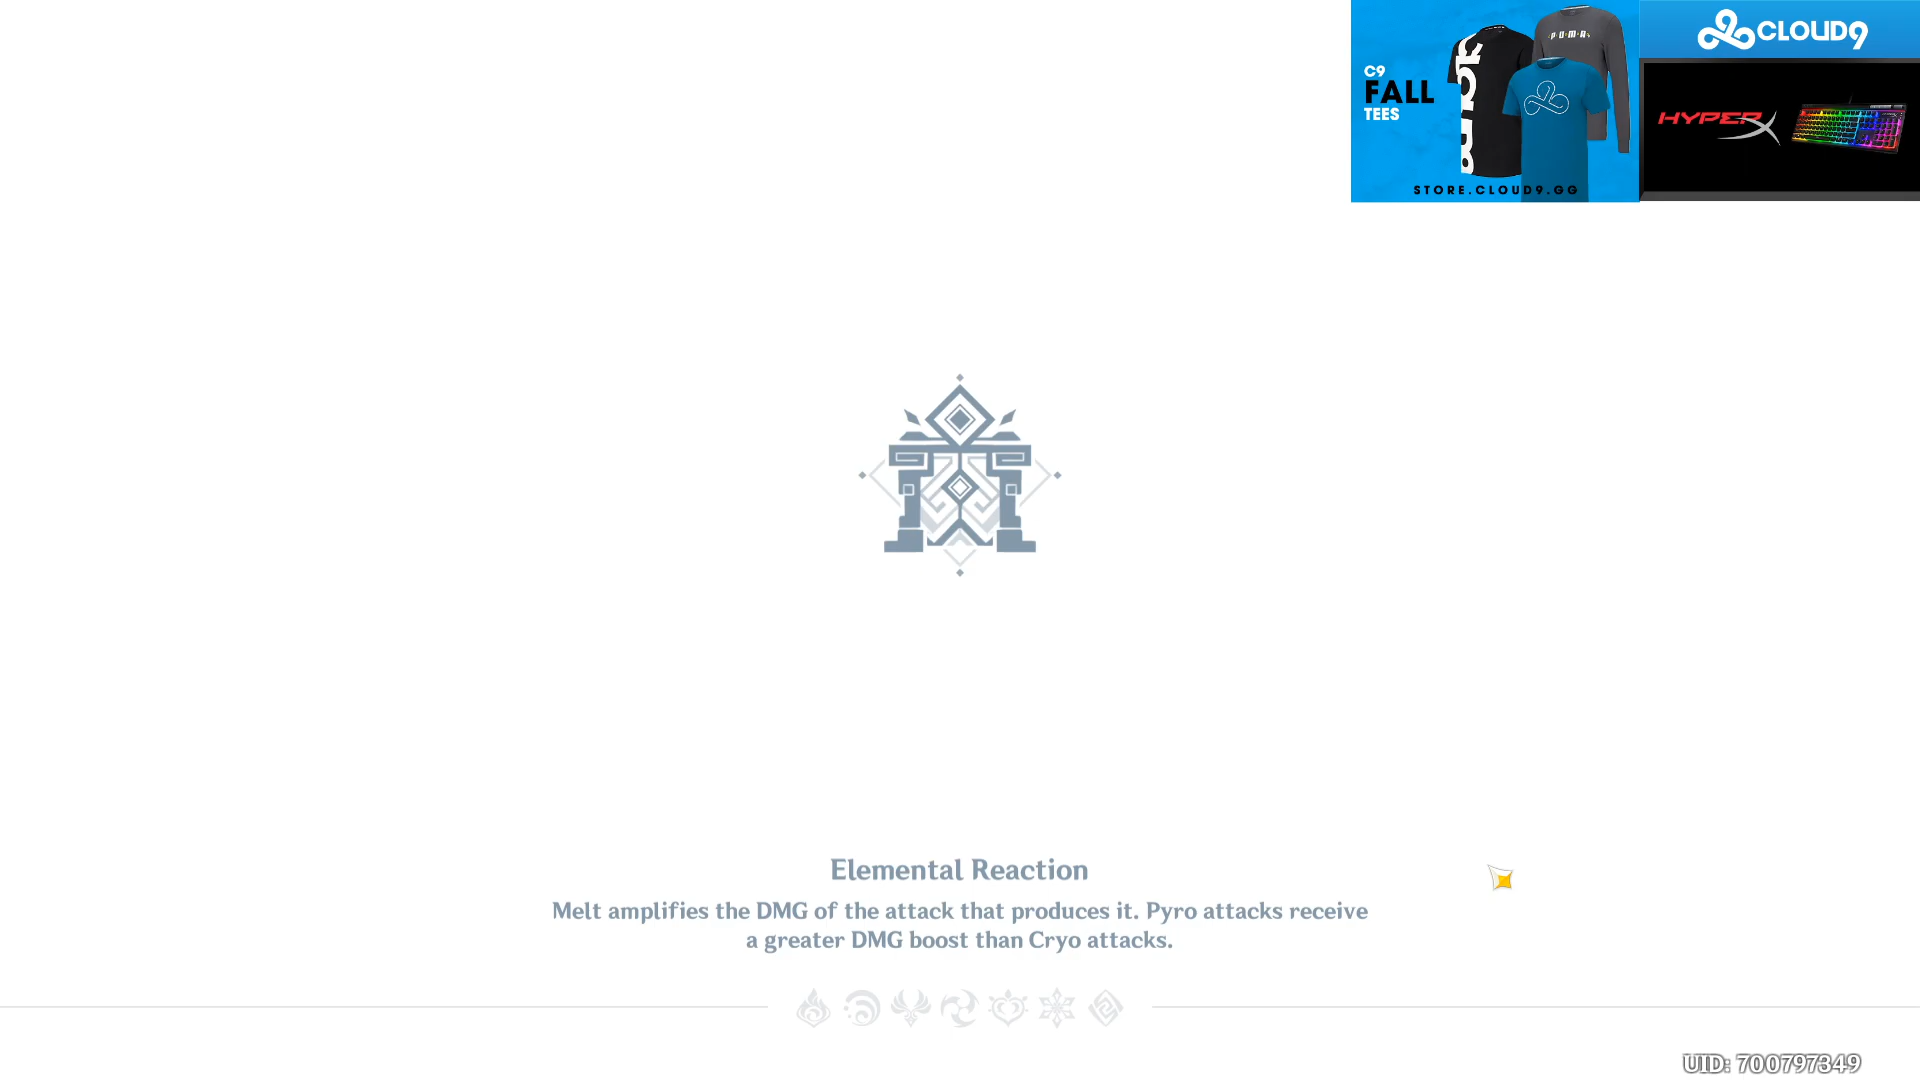 C9
FALL
TEES
CLOUD9
P·U·M·A
STORE.CLOUD9.GG
CLOUD9
HYPERX
Elemental Reaction
Melt amplifies the DMG of the attack that produces it. Pyro attacks receive
a greater DMG boost than Cryo attacks.
UID: 700797349